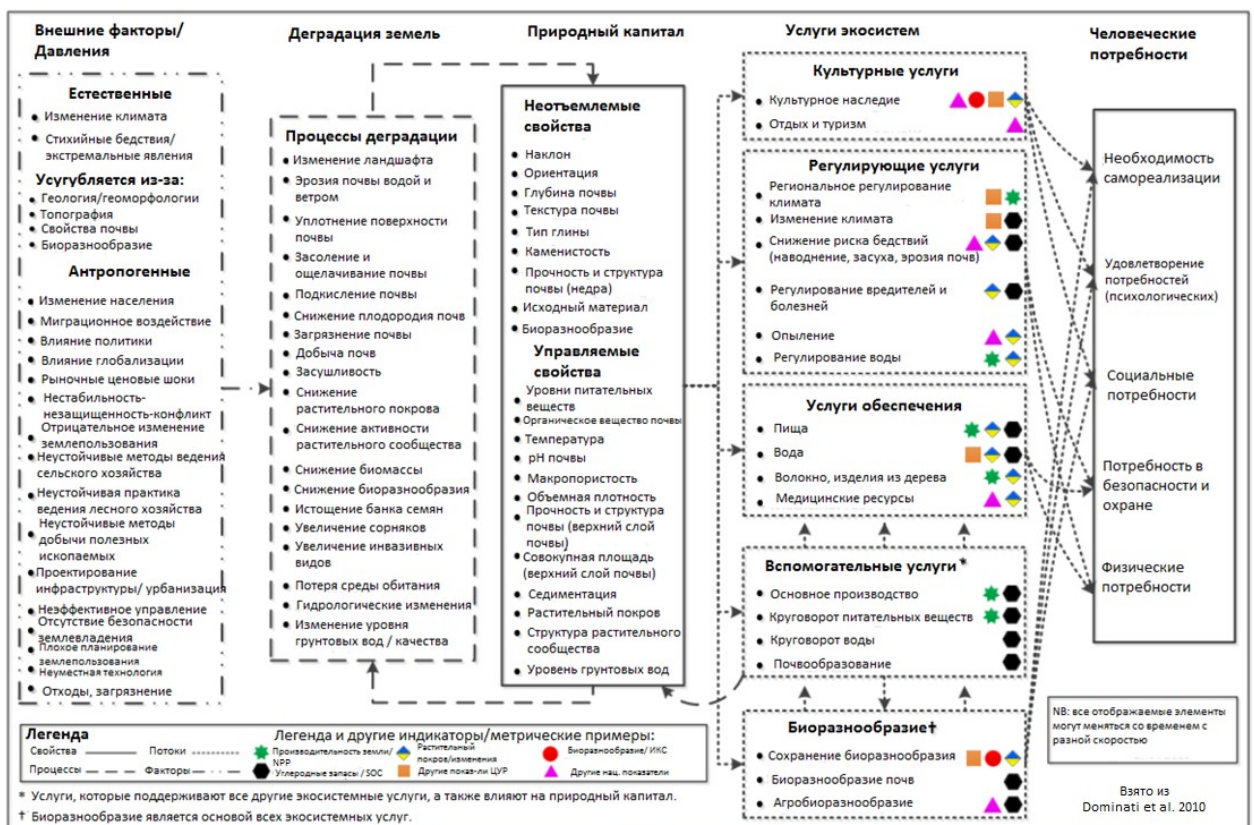 Внешние факторы/
Давления
Естественные
Изменение климата
Стихийные бедствия/
экстремальные явления
Усугубляется из-за:
Геология/геоморфологии
Топография
Свойства почвы
Биоразнообразие
Антропогенные
Изменение населения
Миграционное воздействие
Влияние политики
Влияние глобализации
Рыночные ценовые шоки
Нестабильность-
незащищенность-конфликт
Отрицательное изменение
землепользования
Неустойчивые методы ведения
сельского хозяйства
Неустойчивая практика
ведения лесного хозяйства
Неустойчивые методы
добычи полезных
ископаемых
Проектирование
инфраструктуры/ урбанизация
Неэффективное управление
Отсутствие безопасности
землевладения
Плохое планирование
землепользования
Неуместная технология
Отходы, загрязнение
Деградация земель
Процессы деградации
Изменение ландшафта
Эрозия почвы водой и
ветром
Уплотнение поверхности
почвы
Засоление и
ощелачивание почвы
Подкисление почвы
Снижение плодородия почв
Загрязнение почвы
Добыча почв
Засушливость
Снижение
растительного покрова
Снижение активности
растительного сообщества
Снижение биомассы
Снижение биоразнообразия
Истощение банка семян
Увеличение сорняков
Увеличение инвазивных
видов
Потеря среды обитания
Гидрологические изменения
Изменение уровня
грунтовых вод / качества
Природный капитал
Неотъемлемые
свойства
Наклон
Ориентация
Глубина почвы
Текстура почвы
Тип глины
Каменистость
Прочность и структура
почвы (недра)
Исходный материал
Биоразнообразие
Управляемые
свойства
Уровни питательных
веществ
Органическое вещество почвы
Температура
pH почвы
Макропористость
Объемная плотность
Прочность и структура
почвы (верхний слой
почвы)
Совокупная площадь
(верхний слой почвы)
Седиментация
Растительный покров
Структура растительного
сообщества
Уровень грунтовых вод
Услуги экосистем
Культурные услуги
Культурное наследие
Отдых и туризм
Регулирующие услуги
Региональное регулирование
климата
Изменение климата
Снижение риска бедствий
(наводнение, засуха, эрозия почв)
Регулирование вредителей и
болезней
Опыление
Регулирование воды
Услуги обеспечения
Пища
Вода
Волокно, изделия из дерева
Медицинские ресурсы
Вспомогательные услуги*
Основное производство
Круговорот питательных веществ
Круговорот воды
Почвообразование
Биоразнообразие†
Сохранение биоразнообразия
Биоразнообразие почв
Агробиоразнообразие
Человеческие
потребности
Необходимость
самореализации
Удовлетворение
потребностей
(психологических)
Социальные
потребности
Потребность в
безопасности и
охране
Физические
потребности
NB: все отображаемые элементы
могут меняться со временем с
разной скоростью
Взято из
Dominati et al. 2010
Легенда
Свойства
Потоки
Процессы
Факторы
Легенда и другие индикаторы/метрические примеры:
Производительность земли/
NPP
Растительный
покров/изменения
Биоразнообразие/ ИКС
Углеродные запасы / SOC
Другие показ-ли ЦУР
Другие нац. показатели
* Услуги, которые поддерживают все другие экосистемные услуги, а также влияют на природный капитал.
† Биоразнообразие является основой всех экосистемных услуг.